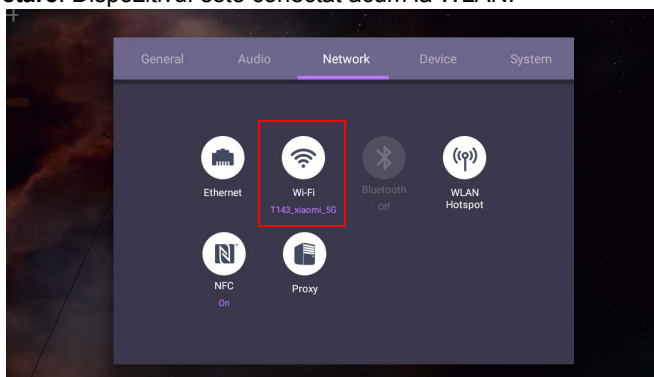 Dispozitivul este conectat acum la WLAN.
General Audio Network Device System
Ethernet Wi-Fi Bluetooth WLAN Hotspot
T143_xiaomi_5G Off
NFC Proxy
On